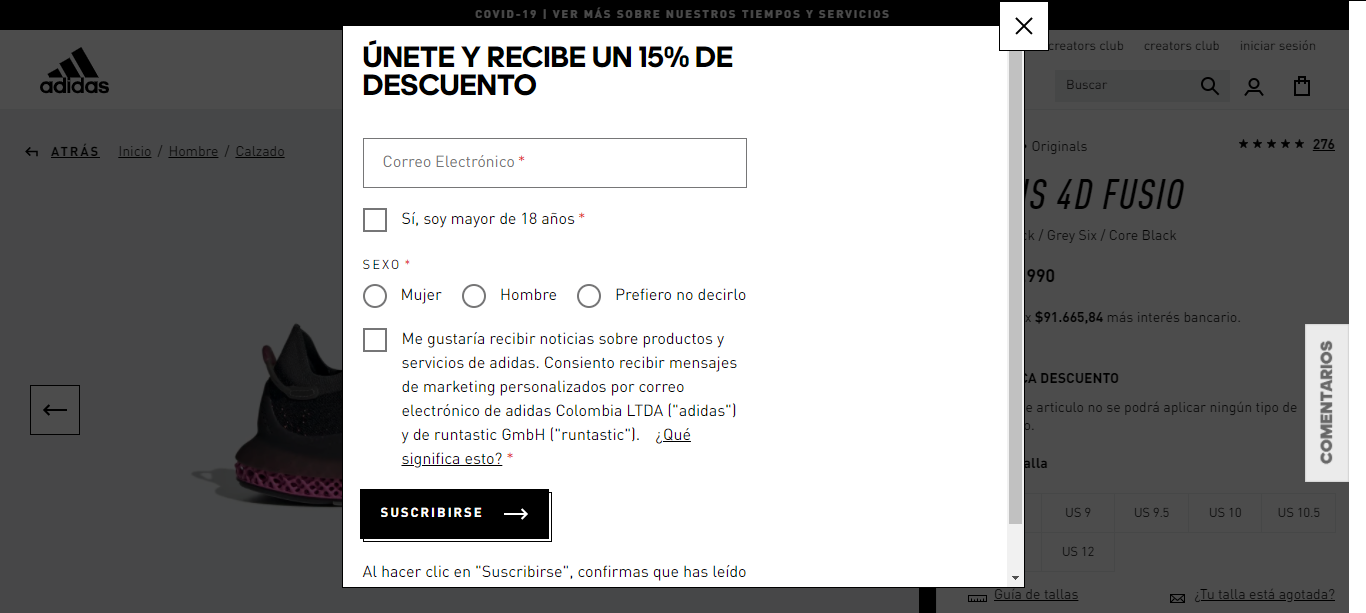 COVID-19 | VER MÁS SOBRE NUESTROS TIEMPOS Y SERVICIOS
creators club creators club iniciar sesión
adidas
Buscar
ATRÁS Inicio / Hombre / Calzado
ÚNETE Y RECIBE UN 15% DE
DESCUENTO
Correo Electrónico *
Sí, soy mayor de 18 años *
SEXO *
Mujer Hombre Prefiero no decirlo
Me gustaría recibir noticias sobre productos y
servicios de adidas. Consiento recibir mensajes
de marketing personalizados por correo
electrónico de adidas Colombia LTDA ("adidas")
y de runtastic GmbH ("runtastic"). ¿Qué
significa esto? *
SUSCRIBIRSE
Al hacer clic en "Suscribirse", confirmas que has leído
Originals
276
4D FUSIO
/ Grey Six / Core Black
990
x $91.665,84 más interés bancario.
DESCUENTO
articulo no se podrá aplicar ningún tipo de
US 9 US 9.5 US 10 US 10.5
US 12
Guía de tallas ¿Tu talla está agotada?
COMENTARIOS